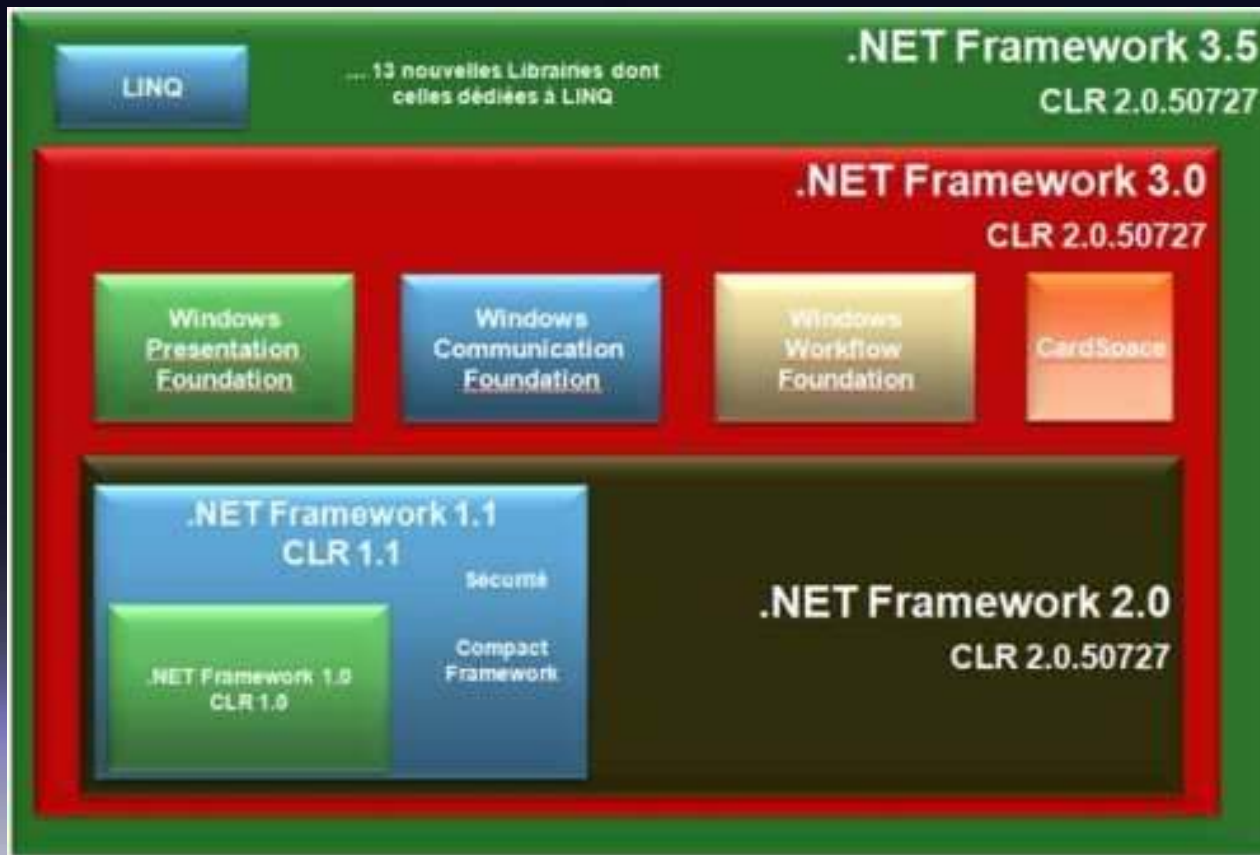 .NET Framework 3.5
CLR 2.0.50727
LINQ
... 13 nouvelles Librairies dont
celles dédiées à LINQ
.NET Framework 3.0
CLR 2.0.50727
Windows
Presentation
Foundation
Windows
Communication
Foundation
Windows
Workflow
Foundation
CardSpace
.NET Framework 1.1
CLR 1.1
Sécurité
Compact
Framework
.NET Framework 1.0
CLR 1.0
.NET Framework 2.0
CLR 2.0.50727